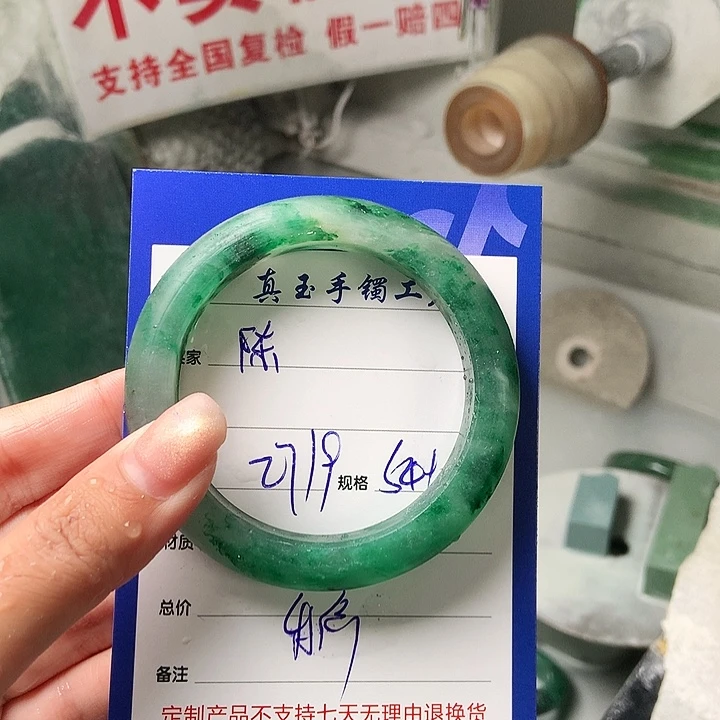 支持全国复检 假一赔四
真玉手镯工
家 陈
2719 规格 54
材质
总价
备注
定制产品不支持七天无理由退换货